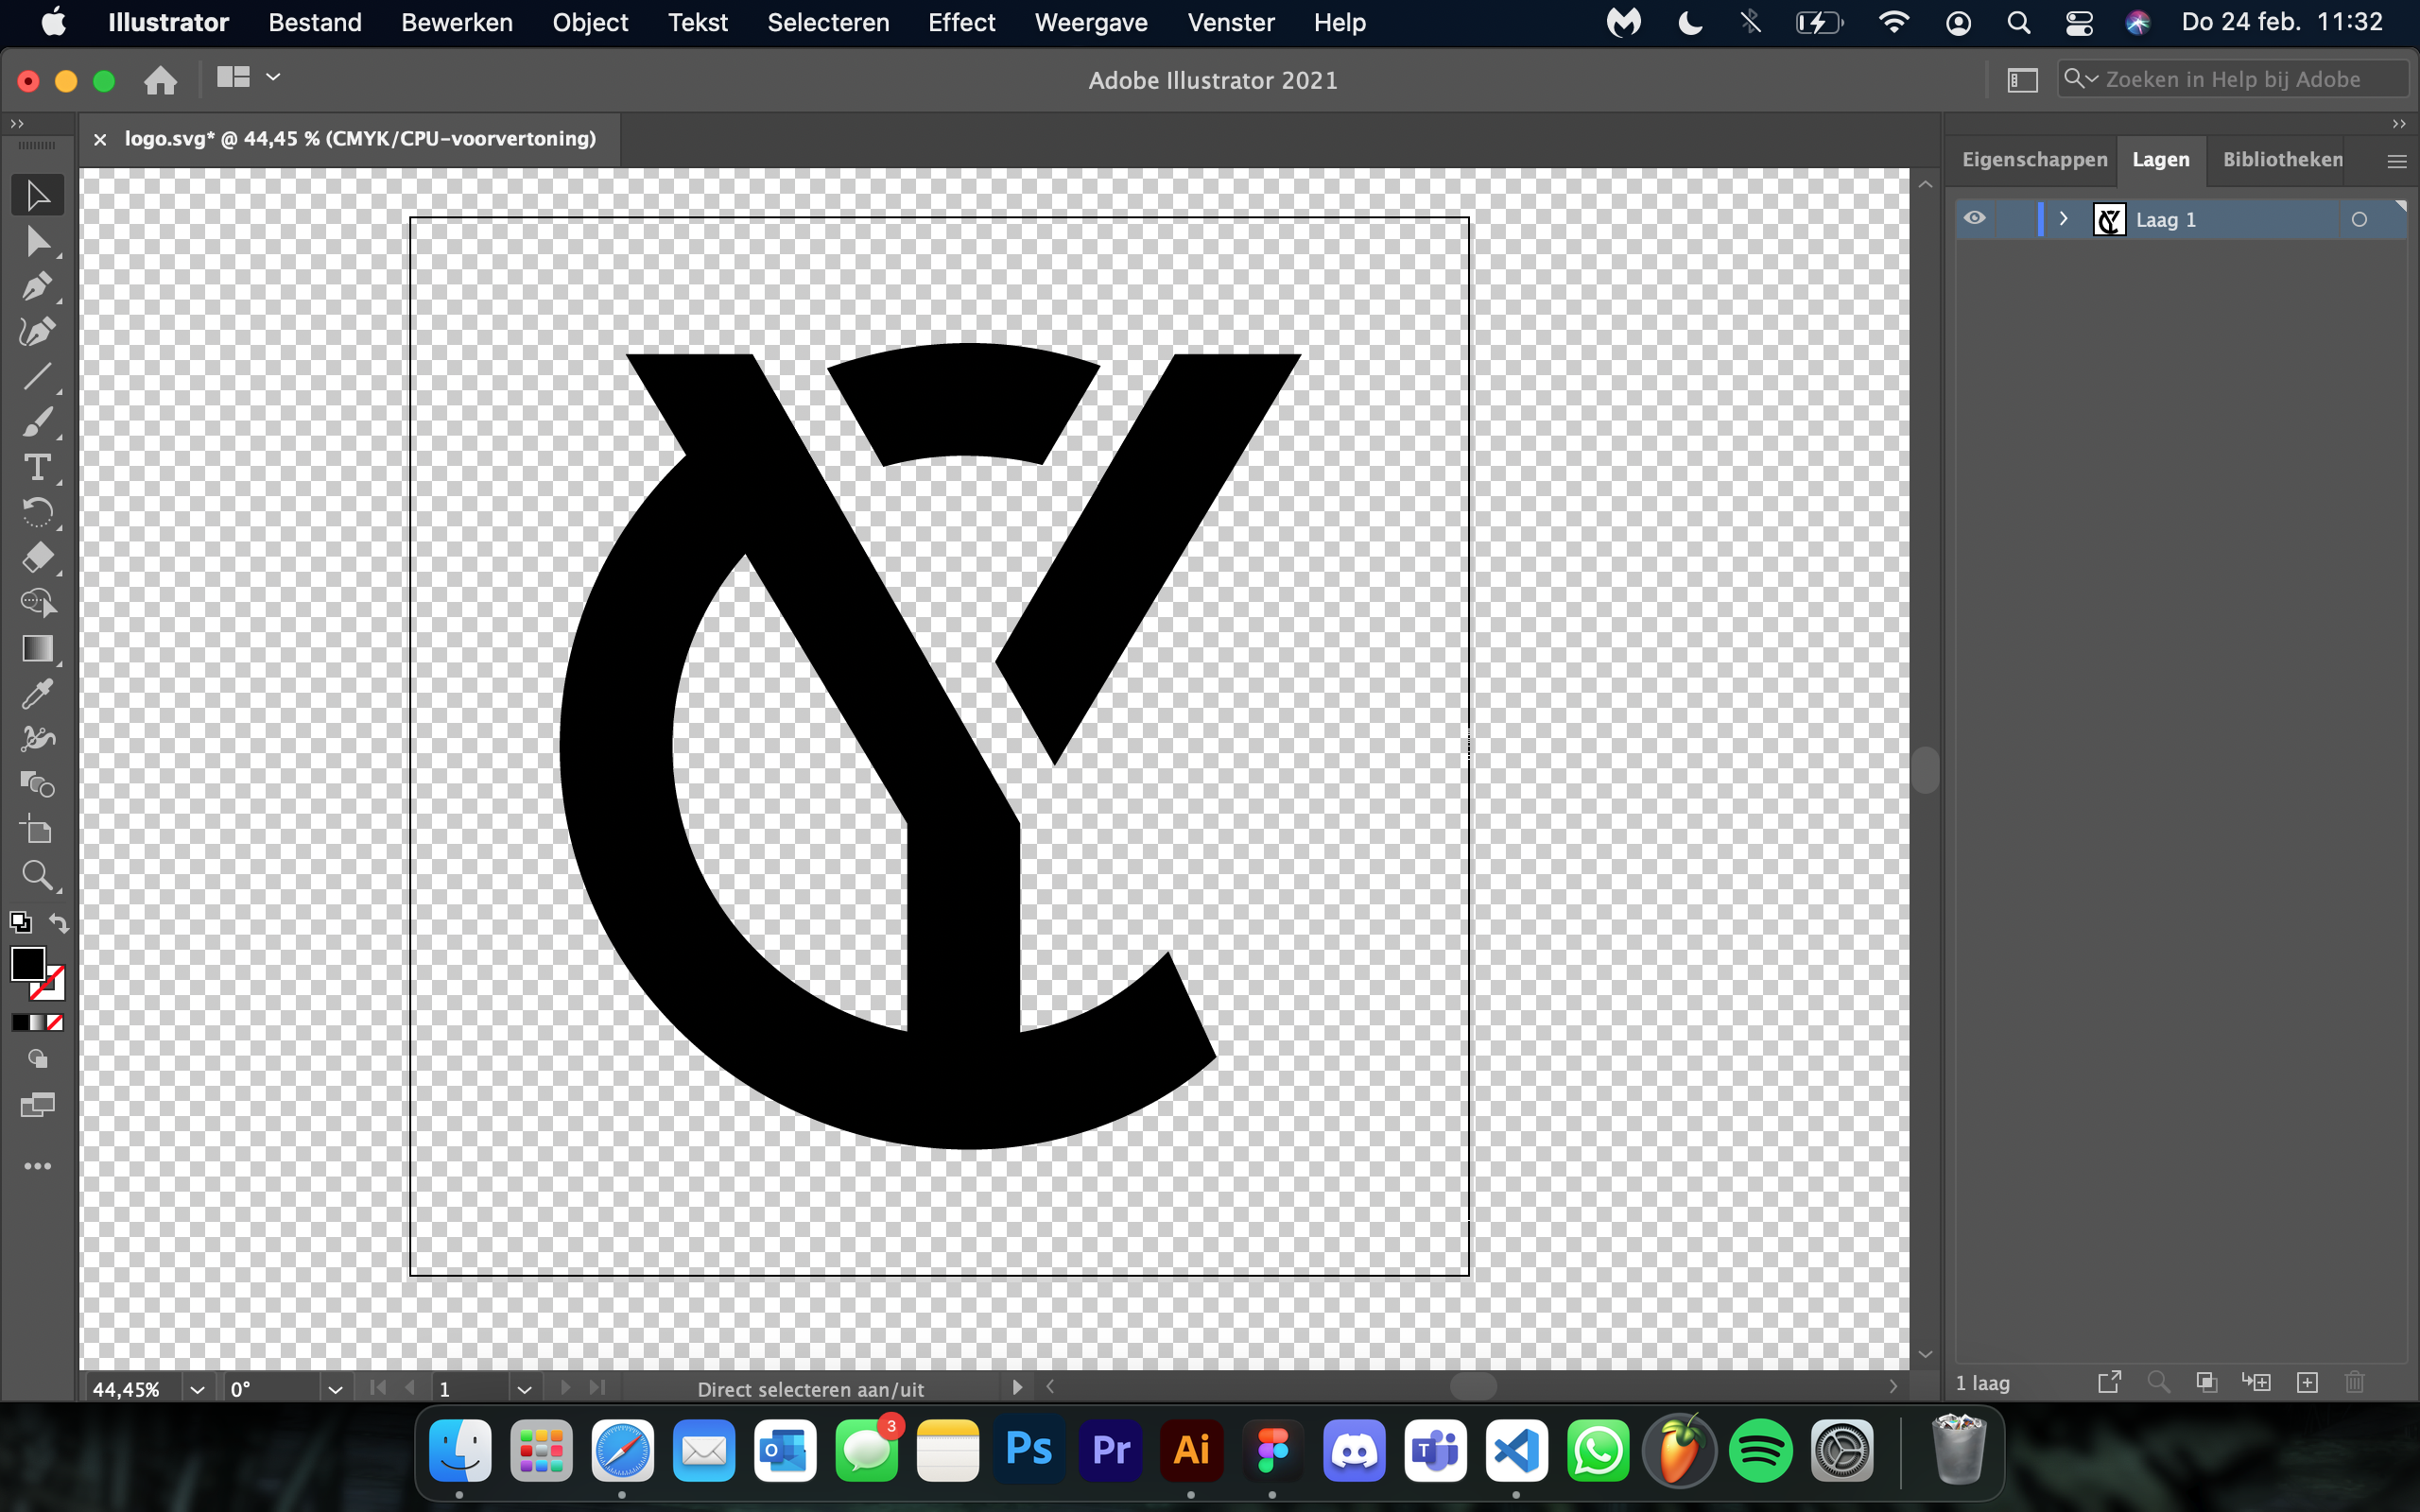 Illustrator Bestand Bewerken Object Tekst Selecteren Effect Weergave Venster Help Do 24 feb. 11:32
Adobe Illustrator 2021
Zoeken in Help bij Adobe
logo.svg* @ 44,45 % (CMYK/CPU-voorvertoning)
Eigenschappen Lagen Bibliotheken
Laag 1
CY
44,45% 0° 1 Direct selecteren aan/uit
1 laag
3
Ps Pr Ai